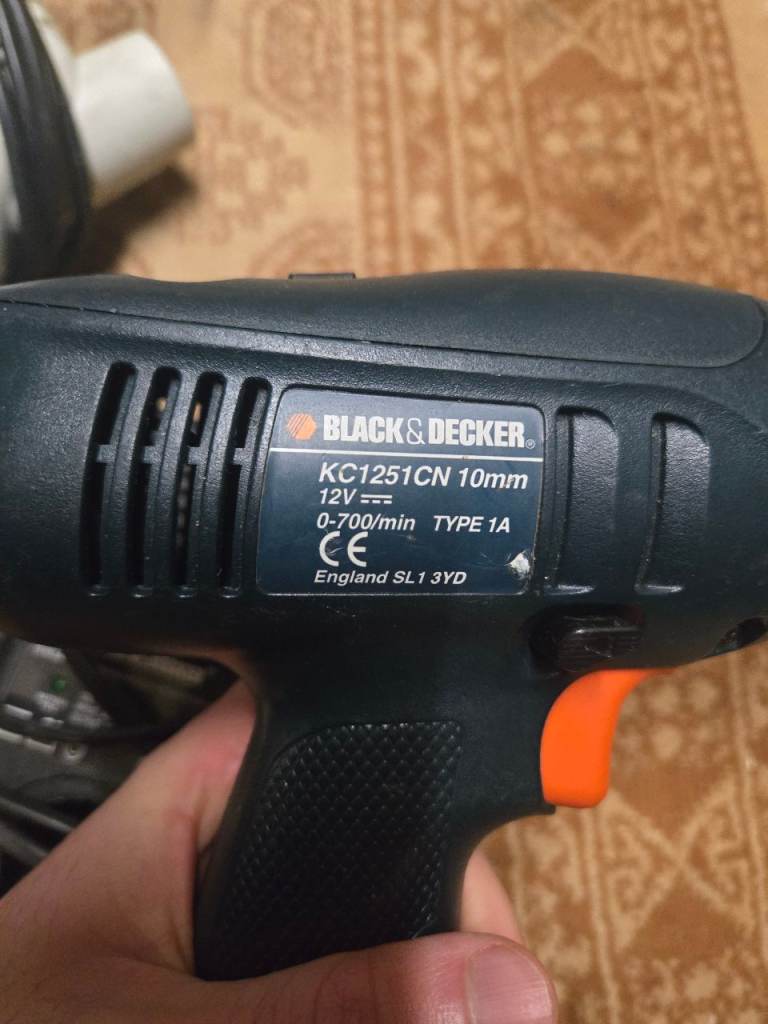 BLACK & DECKER®
KC1251CN 10mm
12V ⎓
0-700/min TYPE 1A
CE
England SL1 3YD